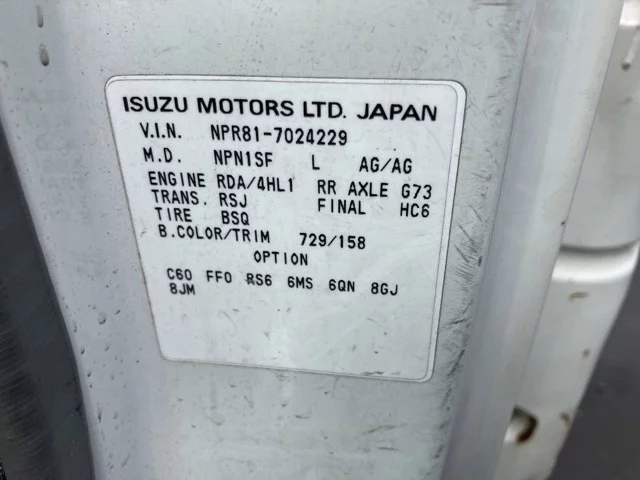 ISUZU MOTORS LTD. JAPAN
V.I.N. NPR81-7024229
M.D. NPN1SF L AG/AG
ENGINE RDA/4HL1 RR AXLE G73
TRANS. RSJ FINAL HC6
TIRE BSQ
B.COLOR/TRIM 729/158
OPTION
C60 FF0 RS6 6MS 6QN 8GJ
8JM